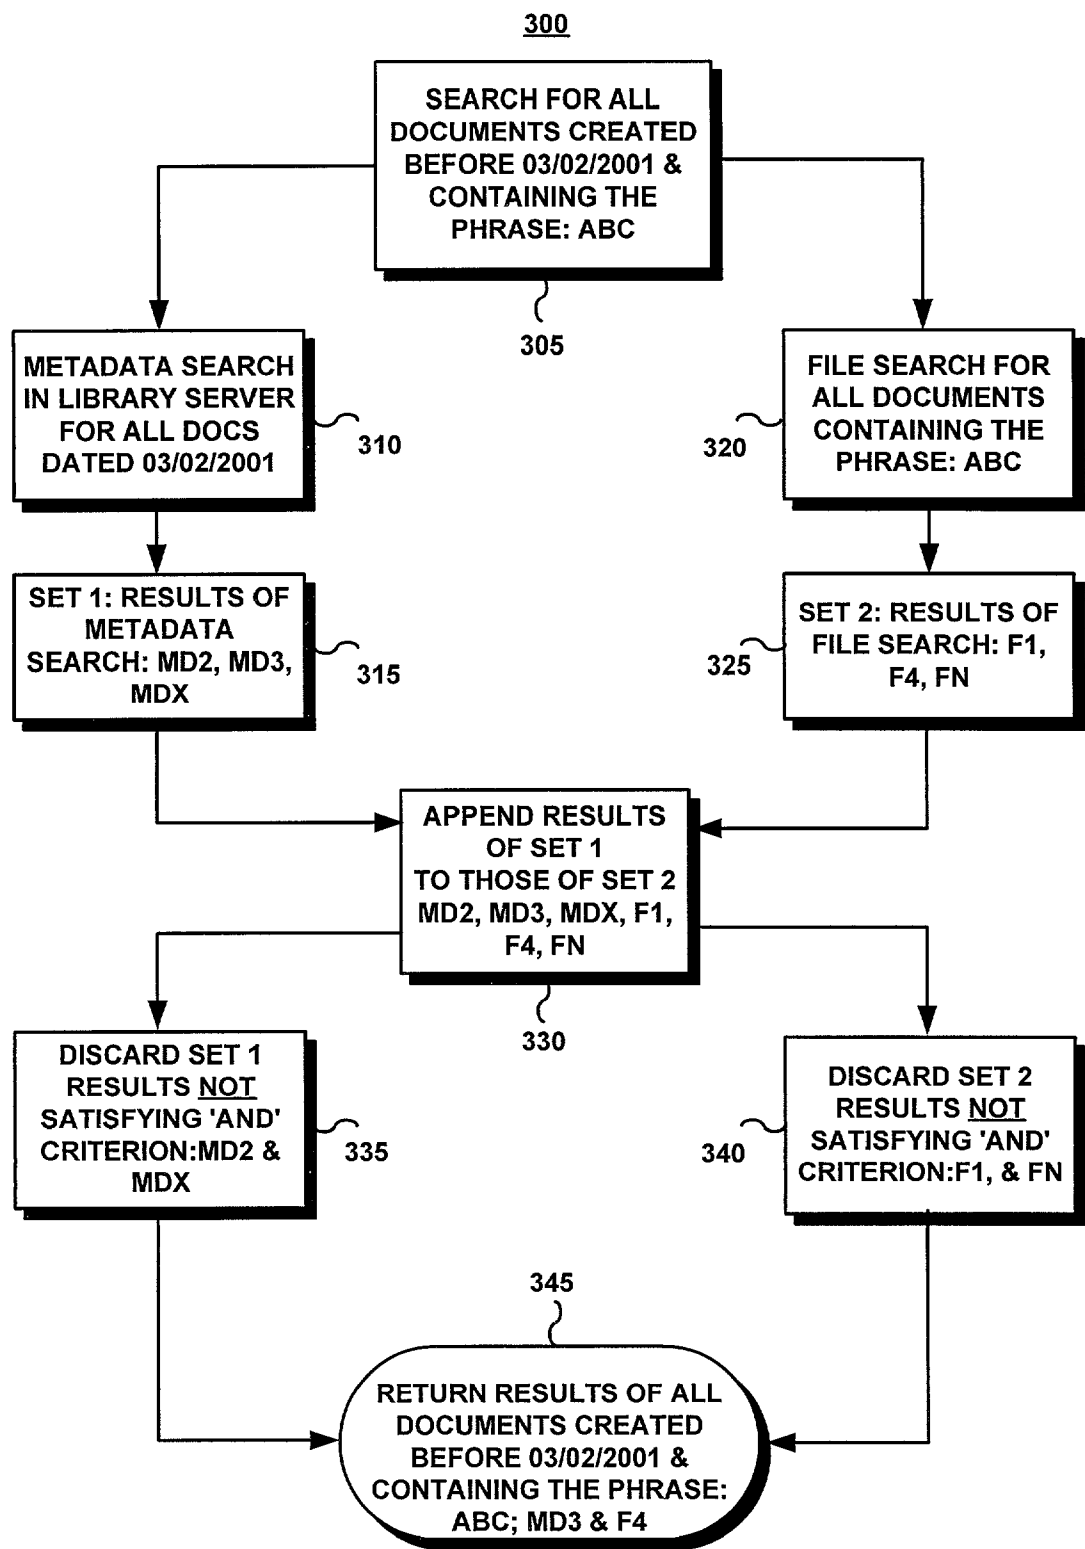 300
SEARCH FOR ALL
DOCUMENTS CREATED
BEFORE 03/02/2001 &
CONTAINING THE
PHRASE: ABC
305
METADATA SEARCH
IN LIBRARY SERVER
FOR ALL DOCS
DATED 03/02/2001
310
320
FILE SEARCH FOR
ALL DOCUMENTS
CONTAINING THE
PHRASE: ABC
SET 1: RESULTS OF
METADATA
SEARCH: MD2, MD3,
MDX
315
325
SET 2: RESULTS OF
FILE SEARCH: F1,
F4, FN
APPEND RESULTS
OF SET 1
TO THOSE OF SET 2
MD2, MD3, MDX, F1,
F4, FN
330
DISCARD SET 1
RESULTS NOT
SATISFYING 'AND'
CRITERION:MD2 &
MDX
335
340
DISCARD SET 2
RESULTS NOT
SATISFYING 'AND'
CRITERION:F1, & FN
345
RETURN RESULTS OF ALL
DOCUMENTS CREATED
BEFORE 03/02/2001 &
CONTAINING THE PHRASE:
ABC; MD3 & F4